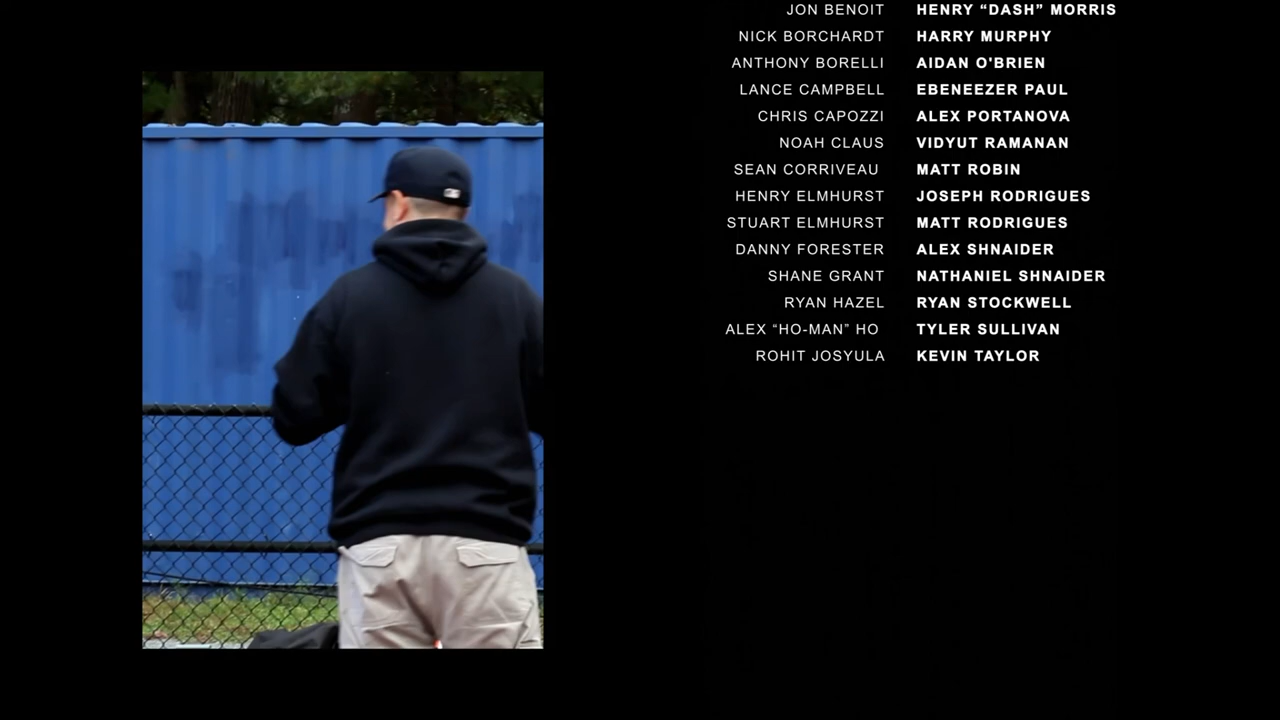 JON BENOIT HENRY “DASH” MORRIS
NICK BORCHARDT HARRY MURPHY
ANTHONY BORELLI AIDAN O'BRIEN
LANCE CAMPBELL EBENEEZER PAUL
CHRIS CAPOZZI ALEX PORTANOVA
NOAH CLAUS VIDYUT RAMANAN
SEAN CORRIVEAU MATT ROBIN
HENRY ELMHURST JOSEPH RODRIGUES
STUART ELMHURST MATT RODRIGUES
DANNY FORESTER ALEX SHNAIDER
SHANE GRANT NATHANIEL SHNAIDER
RYAN HAZEL RYAN STOCKWELL
ALEX “HO-MAN” HO TYLER SULLIVAN
ROHIT JOSYULA KEVIN TAYLOR